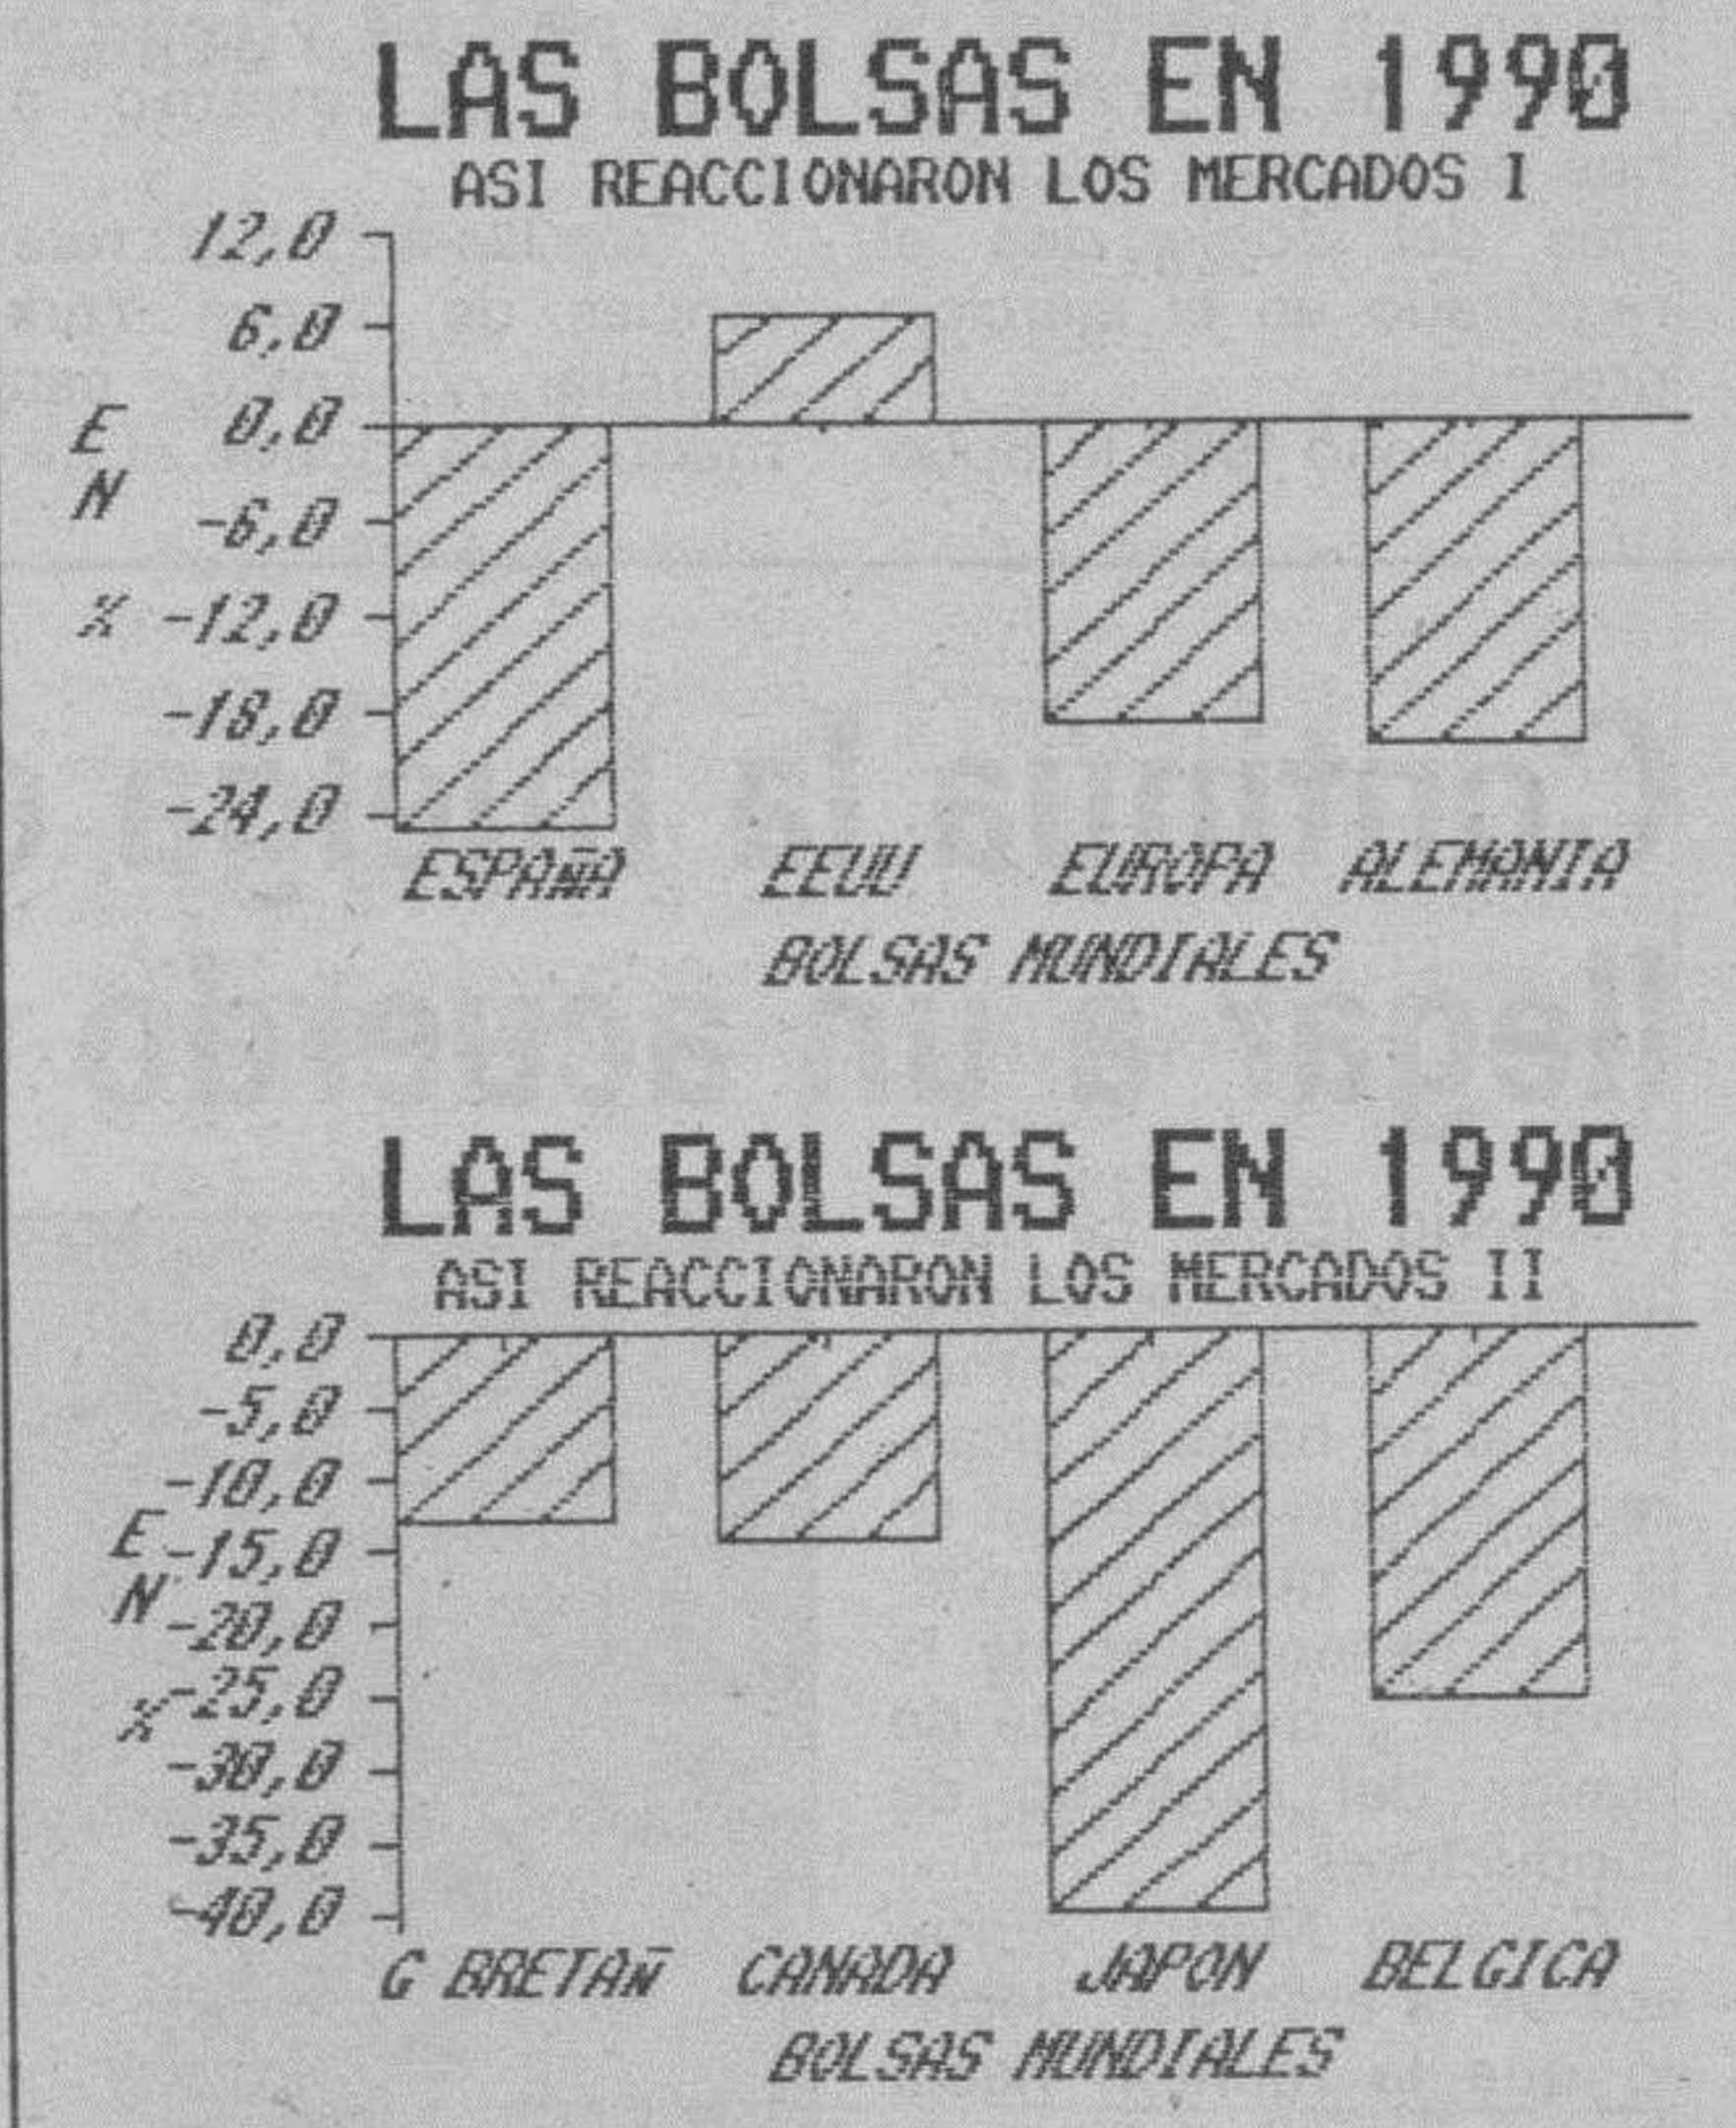 LAS BOLSAS EN 1990
ASI REACCIONARON LOS MERCADOS I
12,0
6,0
0,0
-6,0
-12,0
-18,0
-24,0
EN %
ESPAÑA EEUU EUROPA ALEMANIA
BOLSAS MUNDIALES
LAS BOLSAS EN 1990
ASI REACCIONARON LOS MERCADOS II
0,0
-5,0
-10,0
-15,0
-20,0
-25,0
-30,0
-35,0
-40,0
EN %
G BRETAÑ CANADA JAPON BELGICA
BOLSAS MUNDIALES